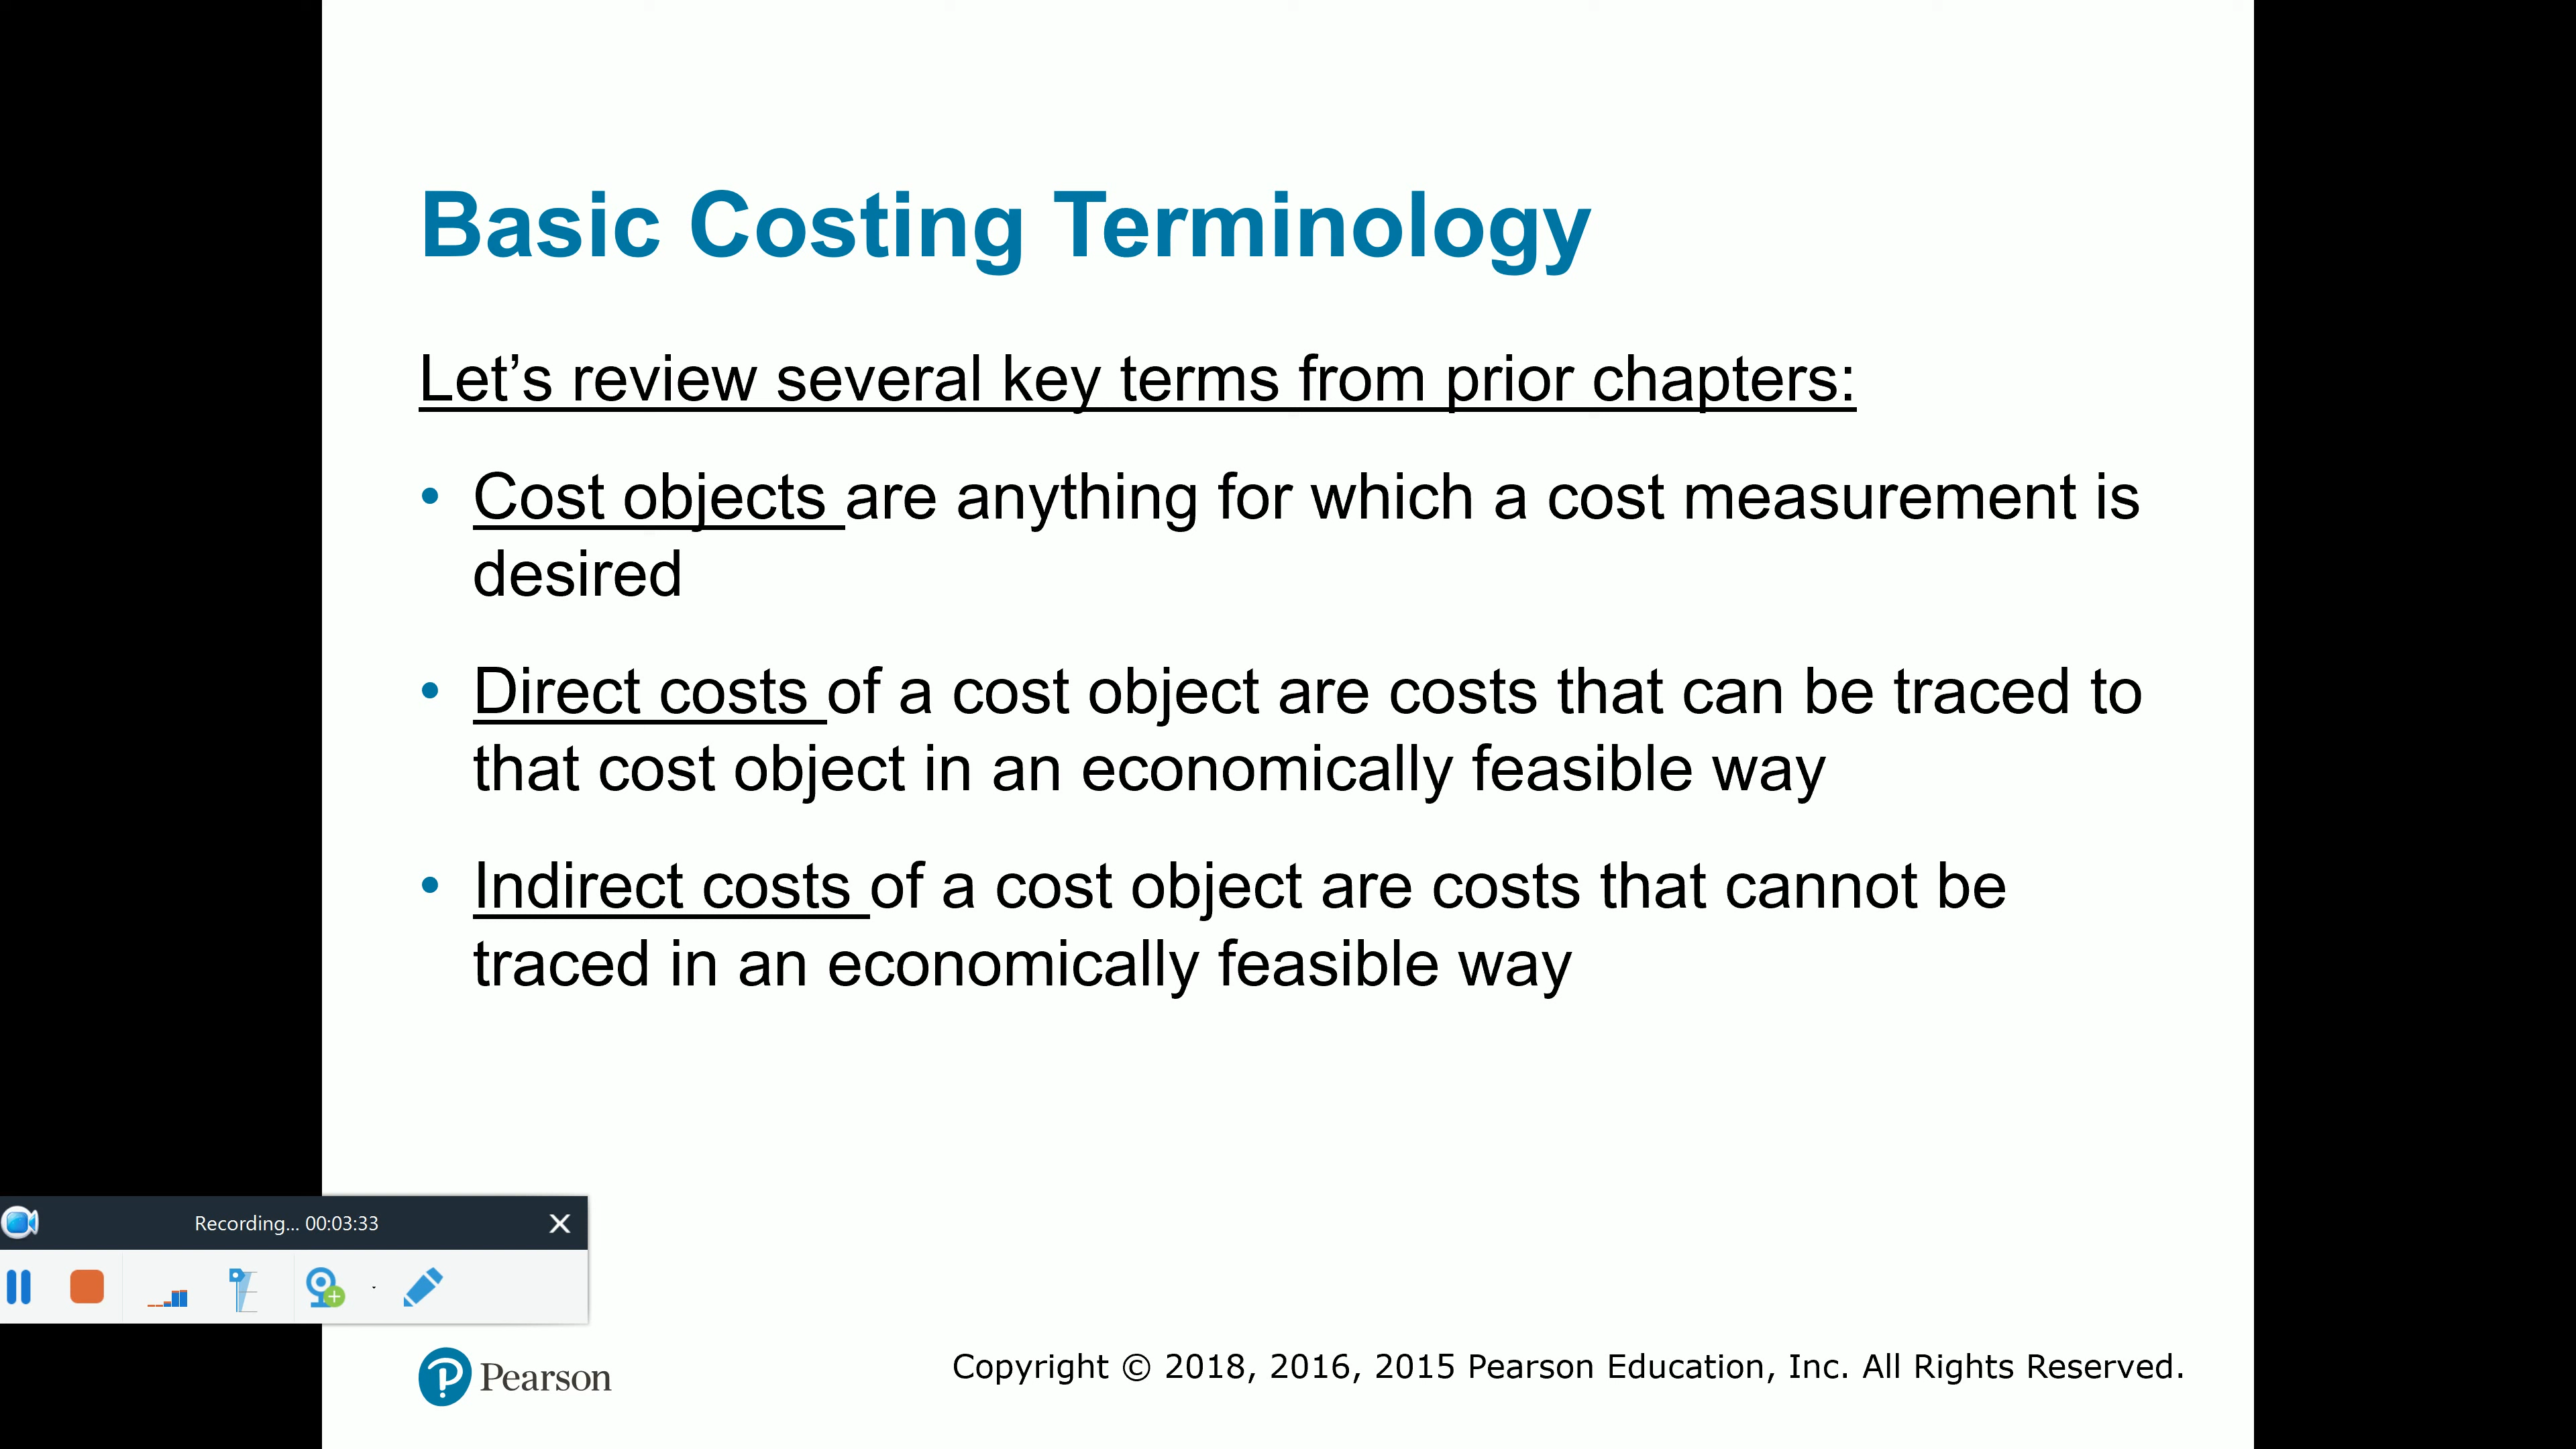 Basic Costing Terminology
Let’s review several key terms from prior chapters:
• Cost objects are anything for which a cost measurement is
desired
• Direct costs of a cost object are costs that can be traced to
that cost object in an economically feasible way
• Indirect costs of a cost object are costs that cannot be
traced in an economically feasible way
Recording... 00:03:33
Pearson
Copyright © 2018, 2016, 2015 Pearson Education, Inc. All Rights Reserved.